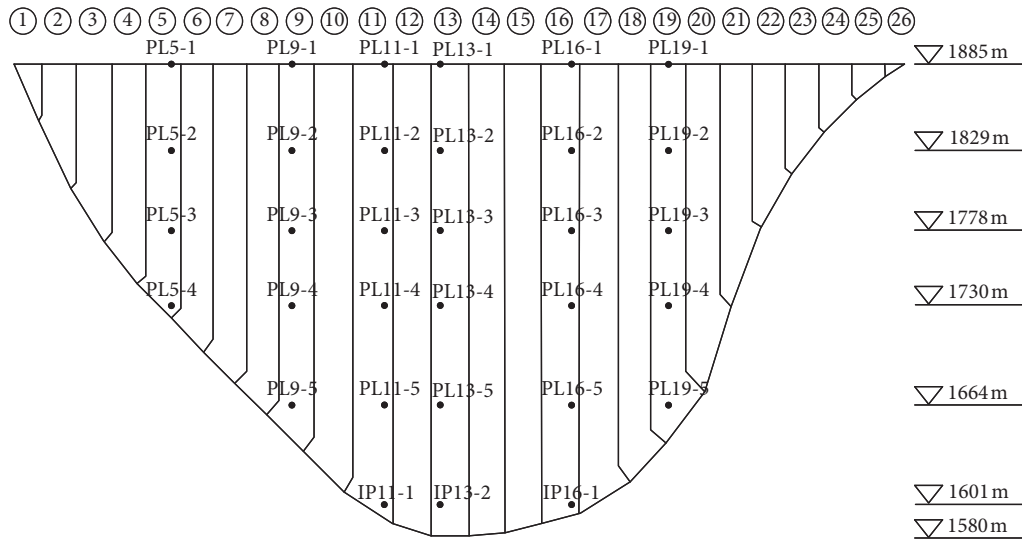 1 2 3 4 5 6 7 8 9 10 11 12 13 14 15 16 17 18 19 20 21 22 23 24 25 26
PL5-1 PL9-1 PL11-1 PL13-1 PL16-1 PL19-1 1885 m
PL5-2 PL9-2 PL11-2 PL13-2 PL16-2 PL19-2 1829 m
PL5-3 PL9-3 PL11-3 PL13-3 PL16-3 PL19-3 1778 m
PL5-4 PL9-4 PL11-4 PL13-4 PL16-4 PL19-4 1730 m
PL9-5 PL11-5 PL13-5 PL16-5 PL19-5 1664 m
IP11-1 IP13-2 IP16-1 1601 m
1580 m